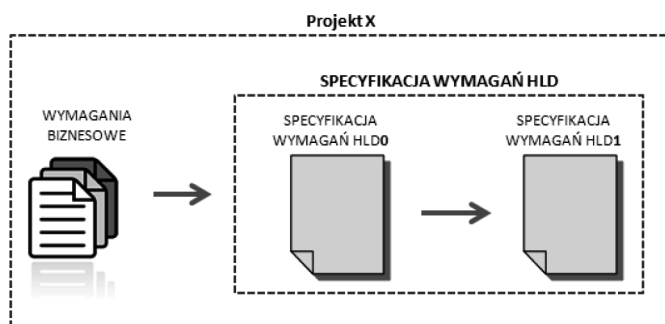 Projekt X
SPECYFIKACJA WYMAGAŃ HLD
WYMAGANIA
BIZNESOWE
SPECYFIKACJA
WYMAGAŃ HLD0
SPECYFIKACJA
WYMAGAŃ HLD1